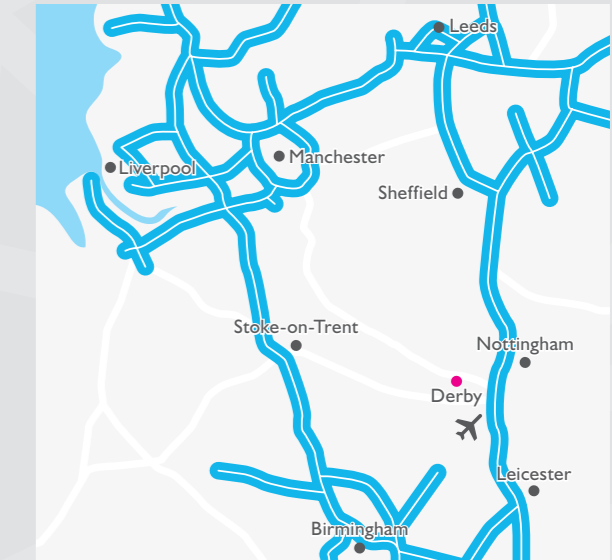 Leeds
Manchester
Liverpool
Sheffield
Stoke-on-Trent
Nottingham
Derby
Leicester
Birmingham